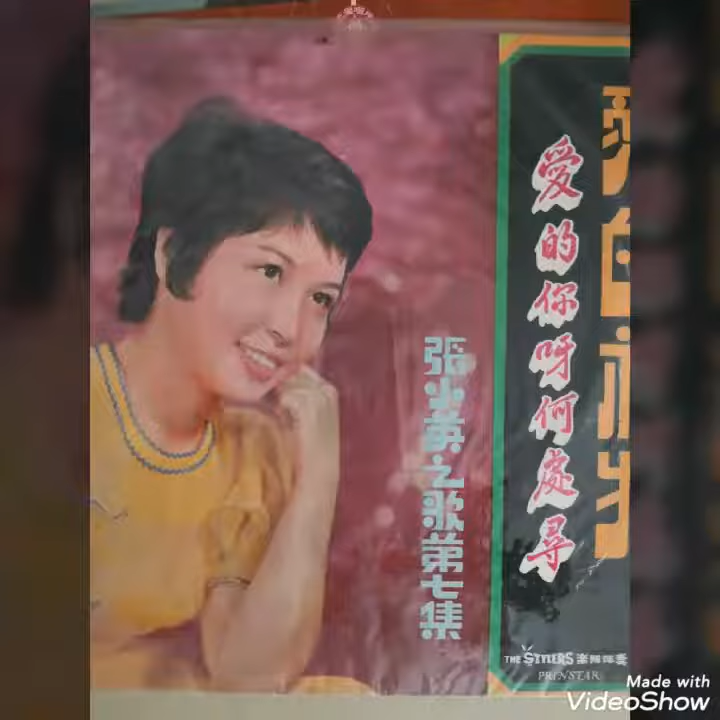 張小英之歌第七集
愛的你呀何處尋
THE STYLERS 楽隊伴奏
PRINSTAR
Made with
VideoShow